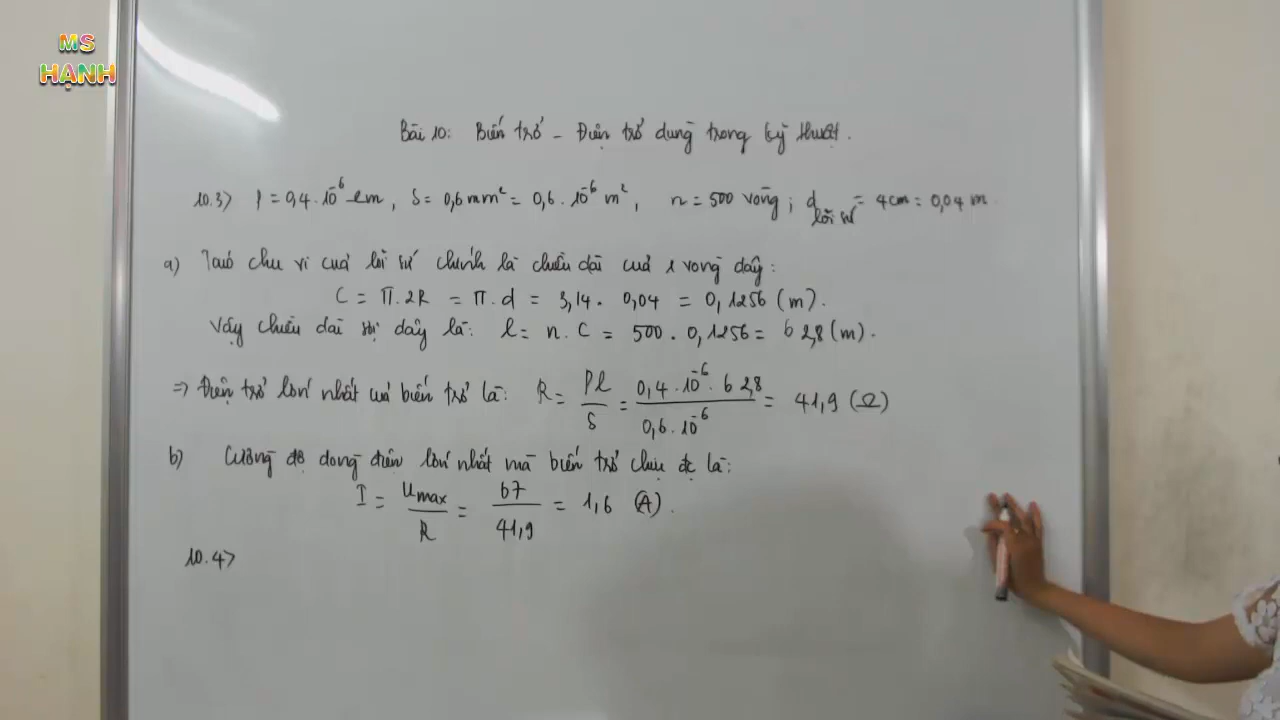 MS
HẠNH
Bài 10: Biến trở - Điện trở dùng trong kỹ thuật.
10.3> ρ = 0,4.10⁻⁶ Ωm, S = 0,6 mm² = 0,6.10⁻⁶ m², n = 500 vòng; d lõi sứ = 4cm = 0,04 m
a) Ta có chu vi của lõi sứ chính là chiều dài của 1 vòng dây:
C = π.2R = π.d = 3,14. 0,04 = 0,1256 (m).
Vậy chiều dài sợi dây là: l = n.C = 500.0,1256 = 62,8 (m).
=> Điện trở lớn nhất của biến trở là: R = ρl/S = 0,4.10⁻⁶.62,8/0,6.10⁻⁶ = 41,9 (Ω)
b) Cường độ dòng điện lớn nhất mà biến trở chịu đc là:
I = Umax/R = 67/41,9 = 1,6 (A).
10.4>